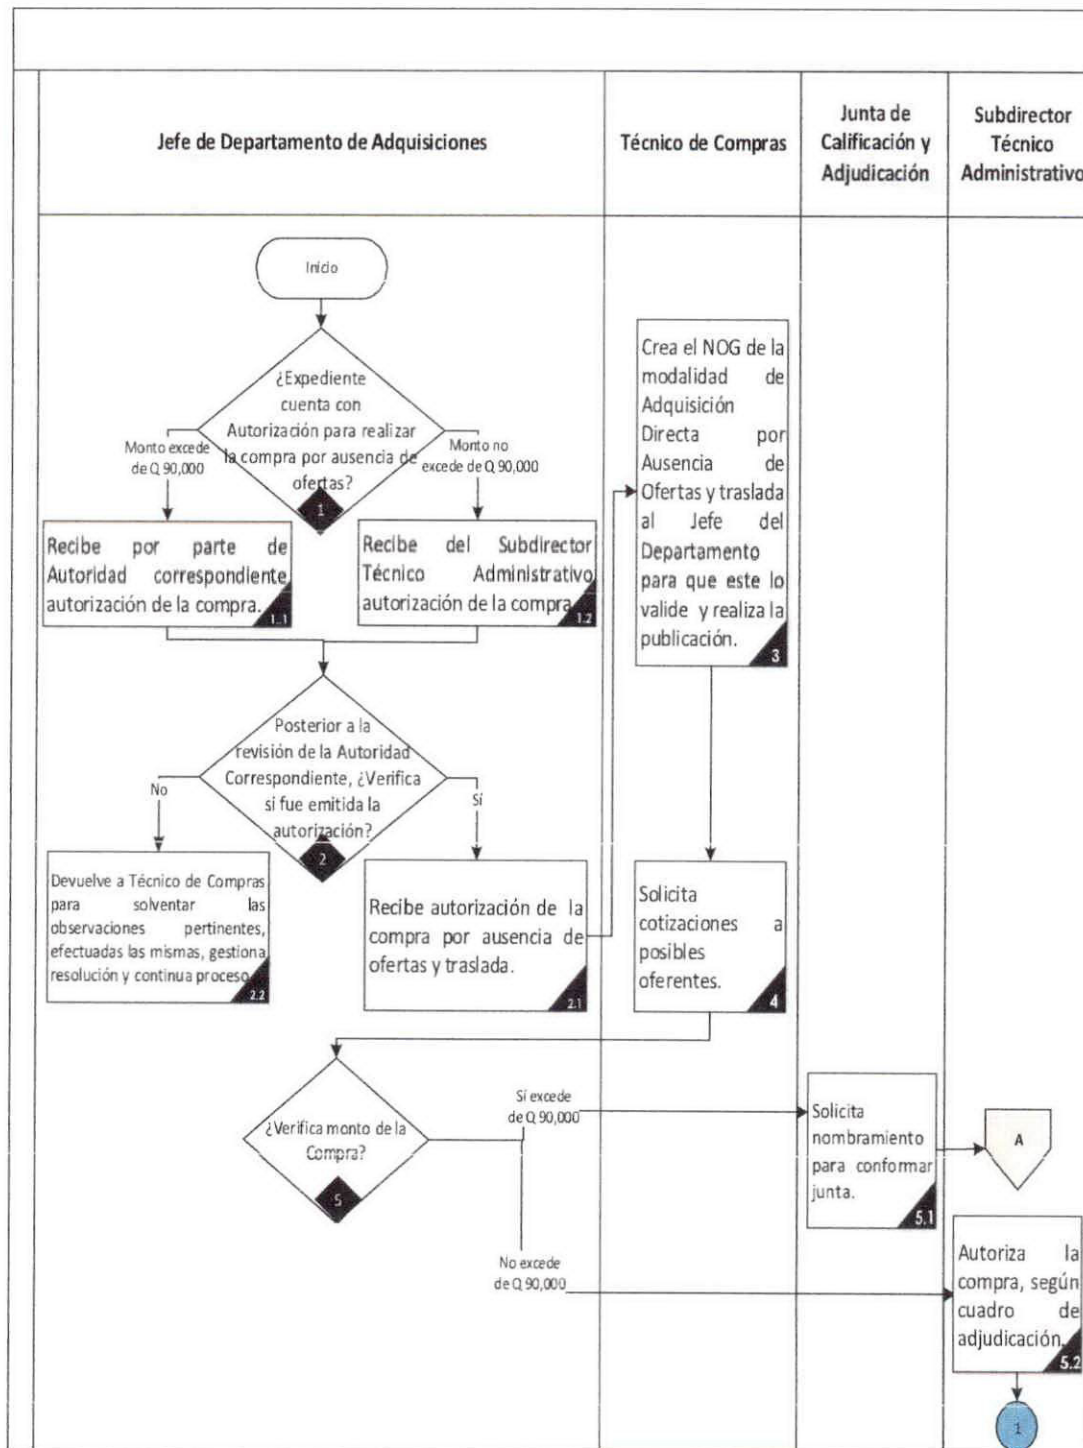 Jefe de Departamento de Adquisiciones
Técnico de Compras
Junta de
Calificación y
Adjudicación
Subdirector
Técnico
Administrativo
Inicio
¿Expediente
cuenta con
Autorización para realizar
la compra por ausencia de
ofertas?
1
Monto excede
de Q 90,000
Monto no
excede de Q 90,000
Recibe por parte de
Autoridad correspondiente
autorización de la compra.
1.1
Recibe del Subdirector
Técnico Administrativo
autorización de la compra
1.2
Posterior a la
revisión de la Autoridad
Correspondiente, ¿Verifica
si fue emitida la
autorización?
2
No
Sí
Devuelve a Técnico de Compras
para solventar las
observaciones pertinentes,
efectuadas las mismas, gestiona
resolución y continua proceso
2.2
Recibe autorización de la
compra por ausencia de
ofertas y traslada.
2.1
Crea el NOG de la
modalidad de
Adquisición
Directa por
Ausencia de
Ofertas y traslada
al Jefe del
Departamento
para que este lo
valide y realiza la
publicación.
3
Solicita
cotizaciones a
posibles
oferentes.
4
¿Verifica monto de la
Compra?
5
Sí excede
de Q 90,000
No excede
de Q 90,000
Solicita
nombramiento
para conformar
junta.
5.1
A
Autoriza la
compra, según
cuadro de
adjudicación.
5.2
1